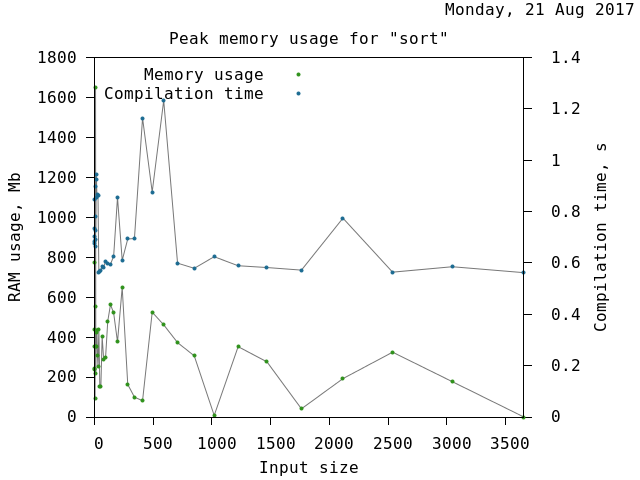 Monday, 21 Aug 2017
Peak memory usage for "sort"
Memory usage
Compilation time
1800
1600
1400
1200
1000
800
600
400
200
0
RAM usage, Mb
1.4
1.2
1
0.8
0.6
0.4
0.2
0
Compilation time, s
0 500 1000 1500 2000 2500 3000 3500
Input size